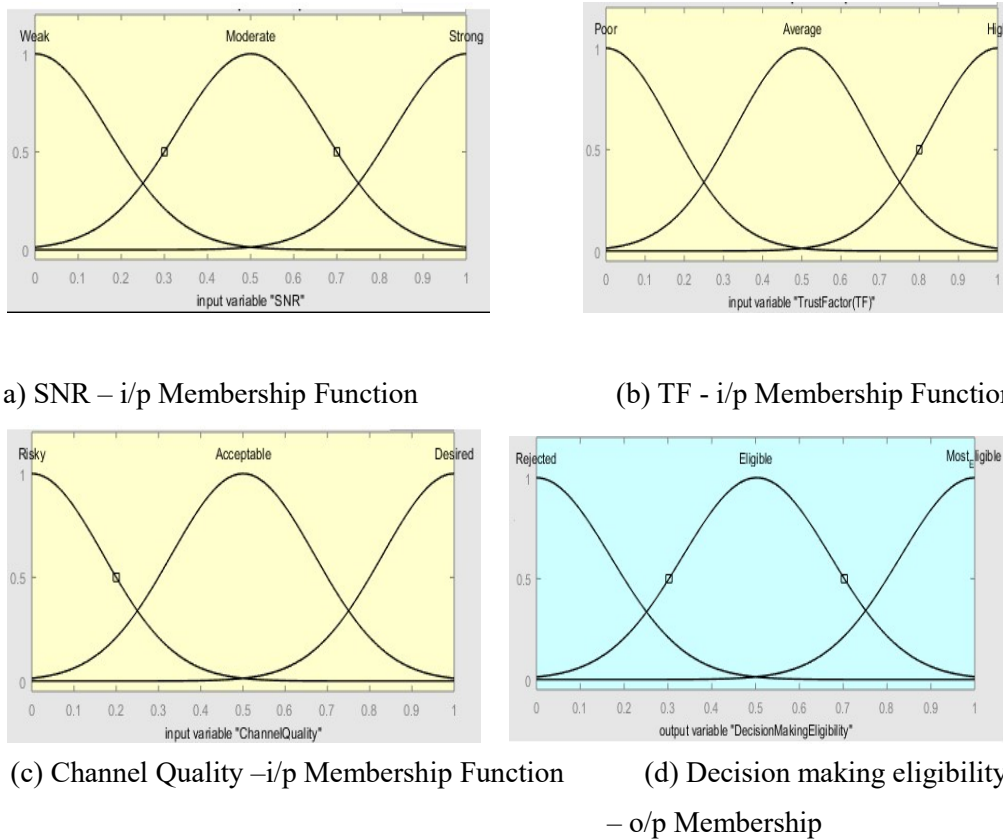 Weak Moderate Strong
1
0.5
0
0 0.1 0.2 0.3 0.4 0.5 0.6 0.7 0.8 0.9 1
input variable "SNR"
Poor Average Hig
1
0.5
0
0 0.1 0.2 0.3 0.4 0.5 0.6 0.7 0.8 0.9 1
input variable "TrustFactor(TF)"
a) SNR – i/p Membership Function
(b) TF - i/p Membership Function
Risky Acceptable Desired
1
0.5
0
0 0.1 0.2 0.3 0.4 0.5 0.6 0.7 0.8 0.9 1
input variable "ChannelQuality"
Rejected Eligible Most_Eligible
1
0.5
0
0 0.1 0.2 0.3 0.4 0.5 0.6 0.7 0.8 0.9 1
output variable "DecisionMakingEligibility"
(c) Channel Quality –i/p Membership Function
(d) Decision making eligibility
– o/p Membership